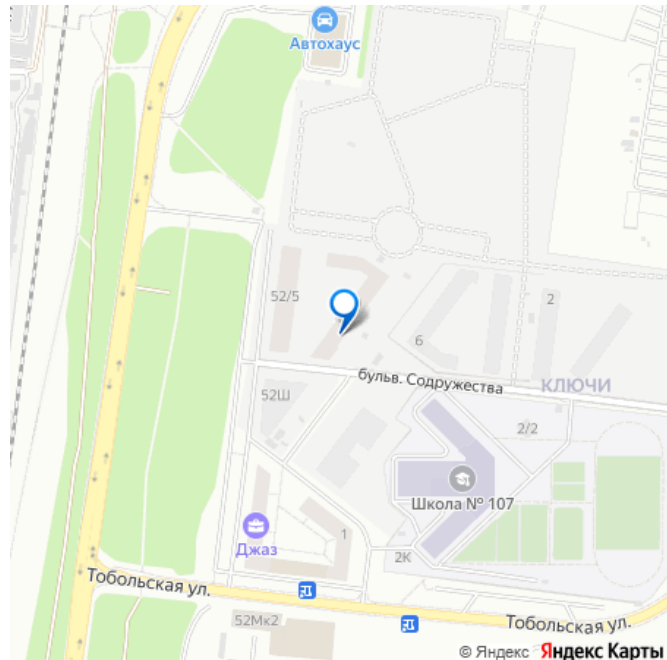 Автохаус
52/5
2
6
бульв. Содружества
КЛЮЧИ
52Ш
2/2
Школа № 107
1
Джаз
2К
Тобольская ул.
52Мк2
Тобольская ул.
© Яндекс Яндекс Карты